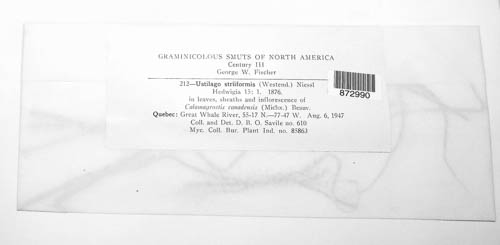 GRAMINICOLOUS SMUTS OF NORTH AMERICA
Century III
George W. Fischer
212—Ustilago striiformis (Westend.) Niessl
Hedwigia 15: 1. 1876.
in leaves, sheaths and inflorescence of
Calamagrostis canadensis (Michx.) Beauv.
Quebec: Great Whale River, 55-17 N.—77-47 W. Aug. 6, 1947
Coll. and Det. D. B. O. Savile no. 610
Myc. Coll. Bur. Plant Ind. no. 85863
872990